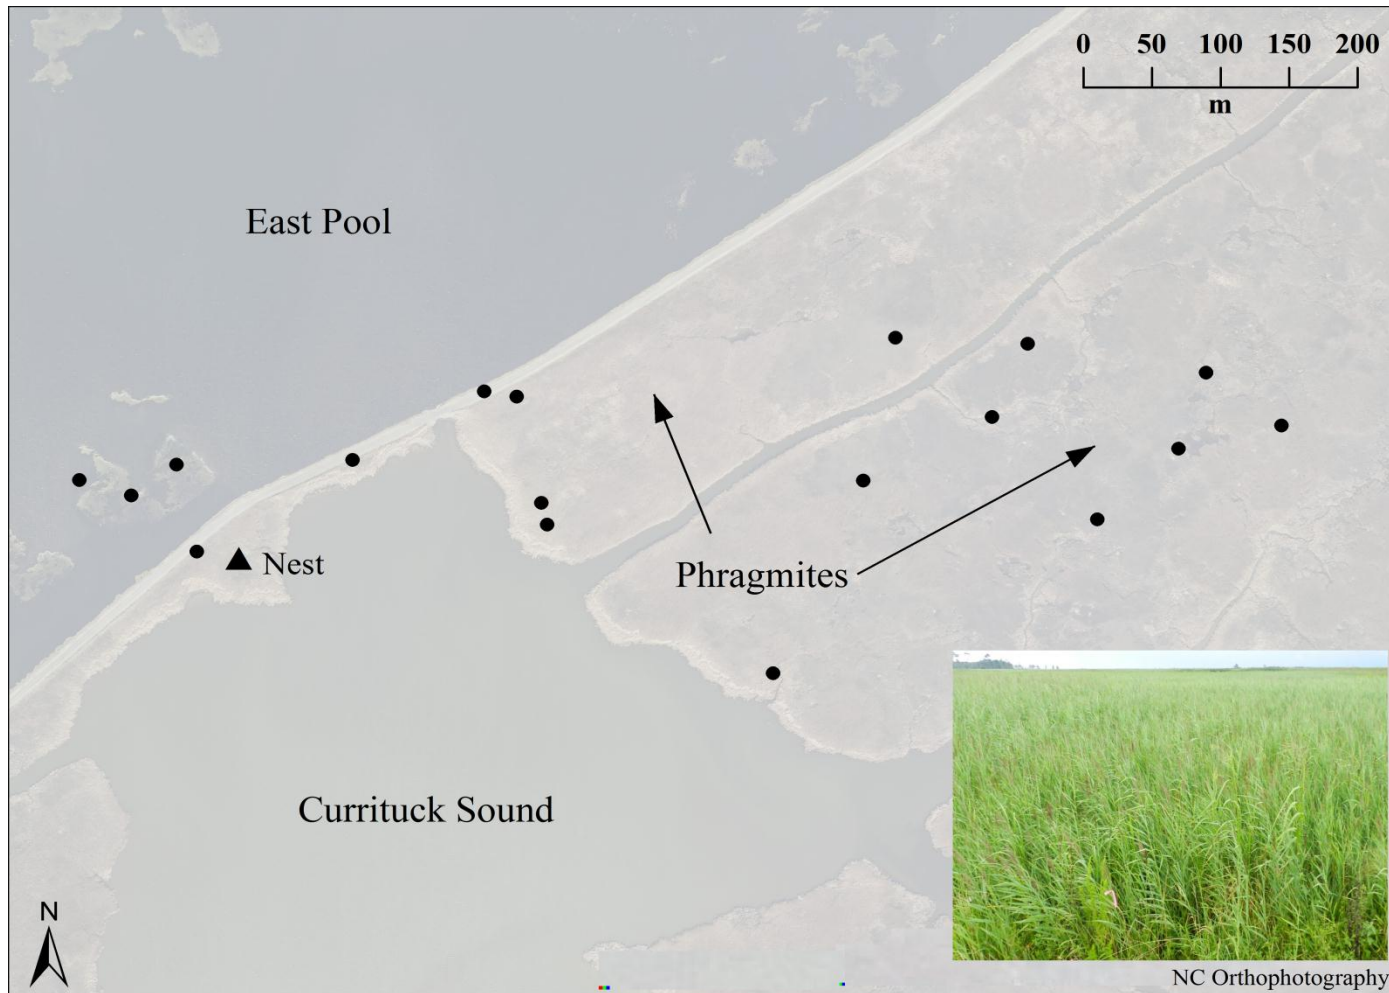 0 50 100 150 200
m
East Pool
Nest
Phragmites
Currituck Sound
N
NC Orthophotography